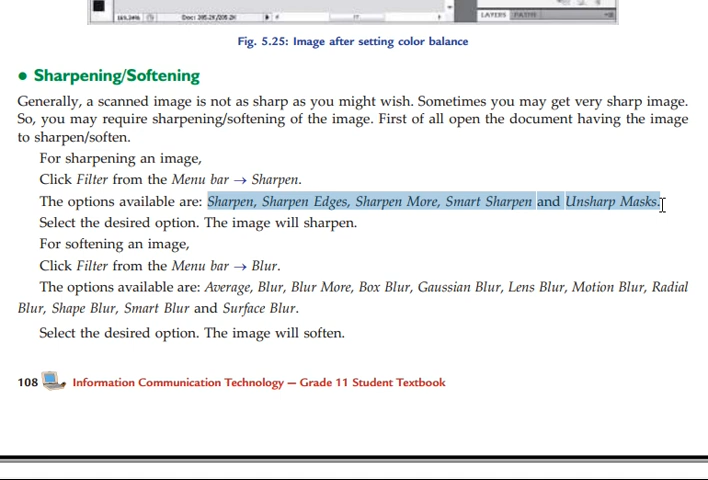 Doc: 205.2K/205.2K
LAYERS PATHS
Fig. 5.25: Image after setting color balance
● Sharpening/Softening
Generally, a scanned image is not as sharp as you might wish. Sometimes you may get very sharp image.
So, you may require sharpening/softening of the image. First of all open the document having the image
to sharpen/soften.
For sharpening an image,
Click Filter from the Menu bar → Sharpen.
The options available are: Sharpen, Sharpen Edges, Sharpen More, Smart Sharpen and Unsharp Masks.
Select the desired option. The image will sharpen.
For softening an image,
Click Filter from the Menu bar → Blur.
The options available are: Average, Blur, Blur More, Box Blur, Gaussian Blur, Lens Blur, Motion Blur, Radial
Blur, Shape Blur, Smart Blur and Surface Blur.
Select the desired option. The image will soften.
108 Information Communication Technology — Grade 11 Student Textbook